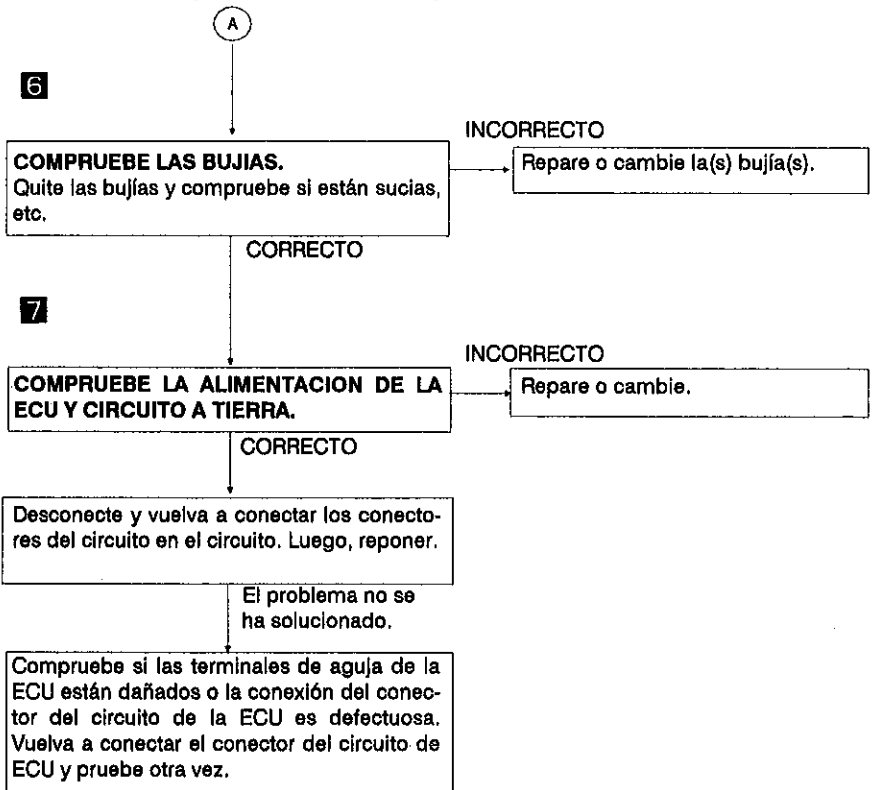 A
6
INCORRECTO
COMPRUEBE LAS BUJIAS.
Quite las bujías y compruebe si están sucias,
etc.
Repare o cambie la(s) bujía(s).
CORRECTO
7
INCORRECTO
COMPRUEBE LA ALIMENTACION DE LA
ECU Y CIRCUITO A TIERRA.
Repare o cambie.
CORRECTO
Desconecte y vuelva a conectar los conecto-
res del circuito en el circuito. Luego, reponer.
El problema no se
ha solucionado.
Compruebe si las terminales de aguja de la
ECU están dañados o la conexión del conec-
tor del circuito de la ECU es defectuosa.
Vuelva a conectar el conector del circuito de
ECU y pruebe otra vez.